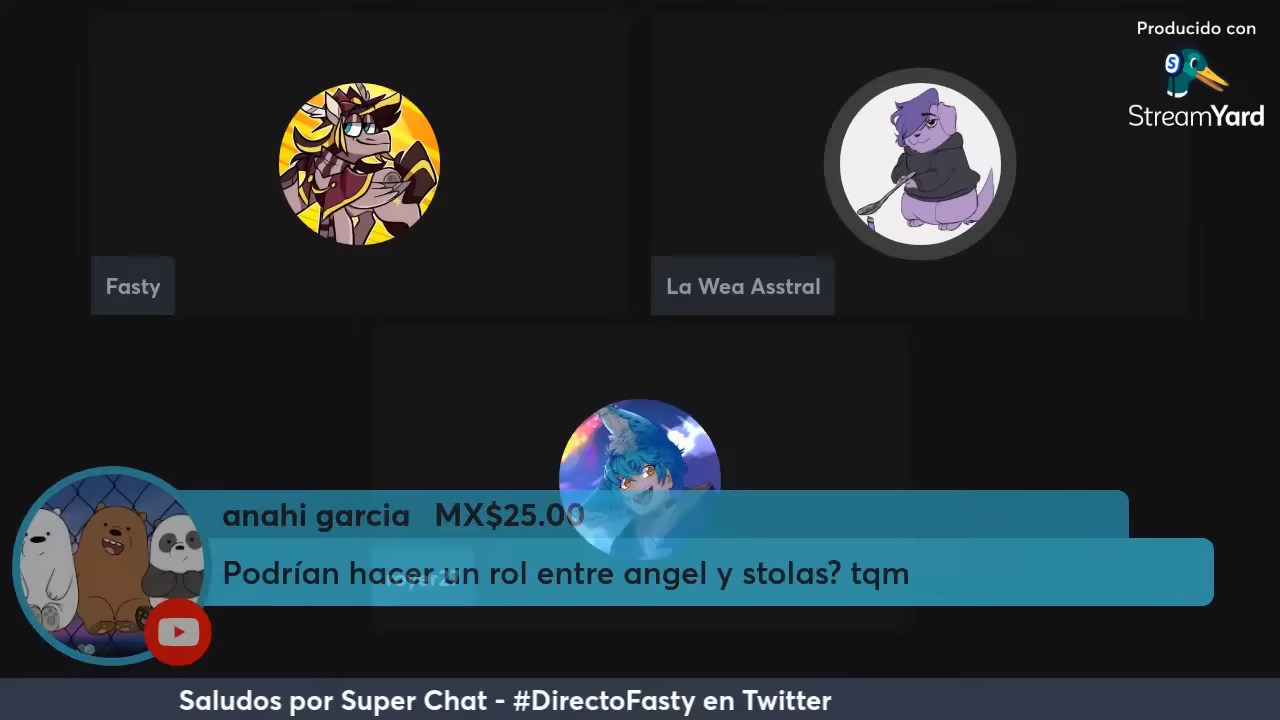 Producido con
StreamYard
Fasty
La Wea Asstral
anahi garcia MX$25.00
Podrían hacer un rol entre angel y stolas? tqm
Saludos por Super Chat - #DirectoFasty en Twitter